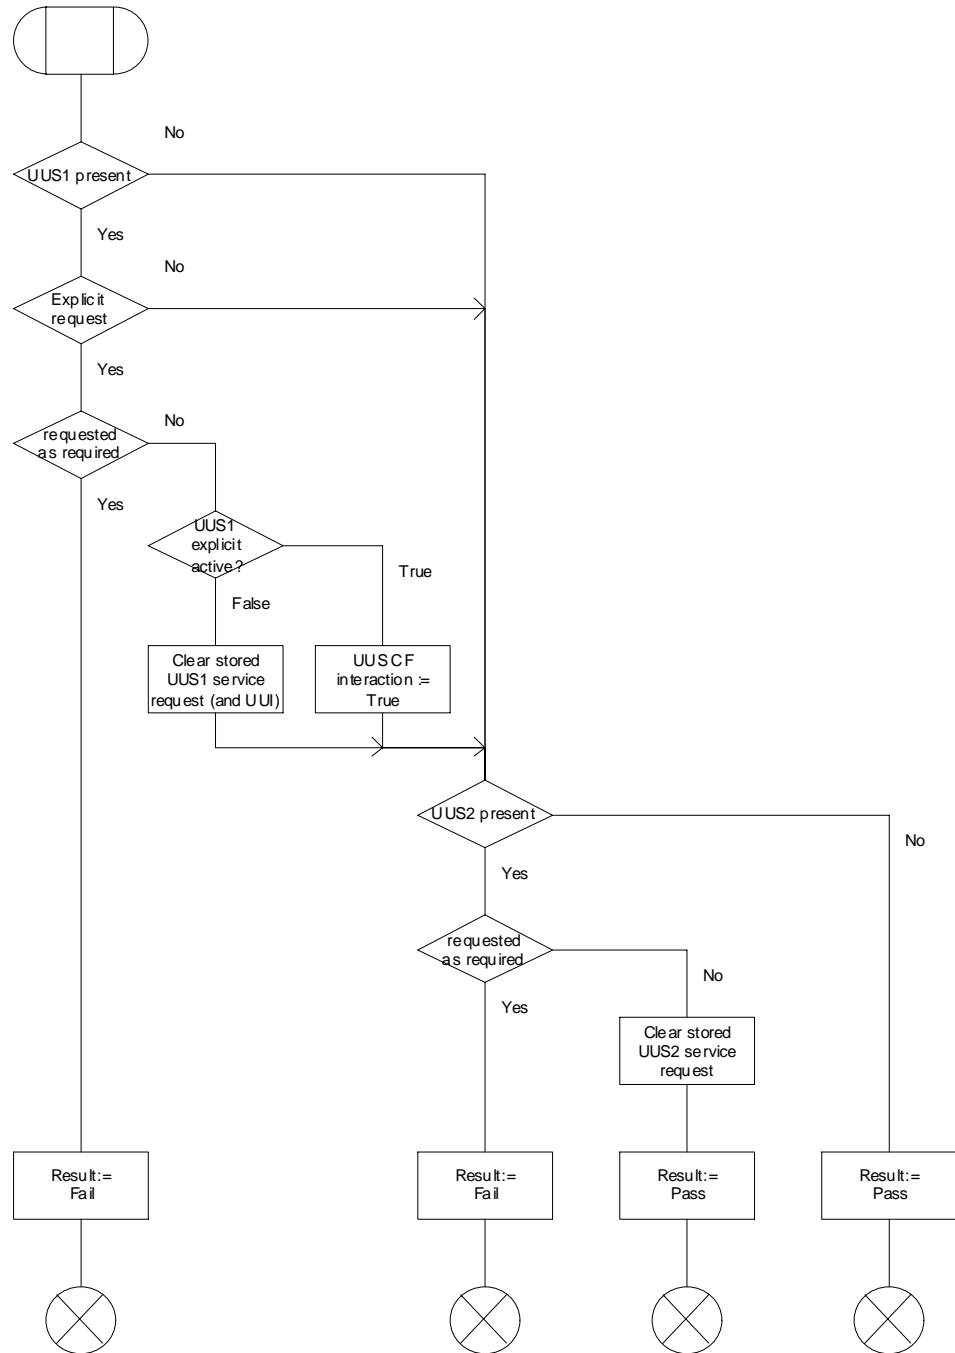 No
UUS1 present
Yes
No
Explicit
request
Yes
No
requested
as required
Yes
UUS1
explicit
active?
True
False
Clear stored
UUS1 service
request (and UUI)
UUSCF
interaction :=
True
UUS2 present
No
Yes
requested
as required
No
Yes
Clear stored
UUS2 service
request
Result:=
Fail
Result:=
Fail
Result:=
Pass
Result:=
Pass